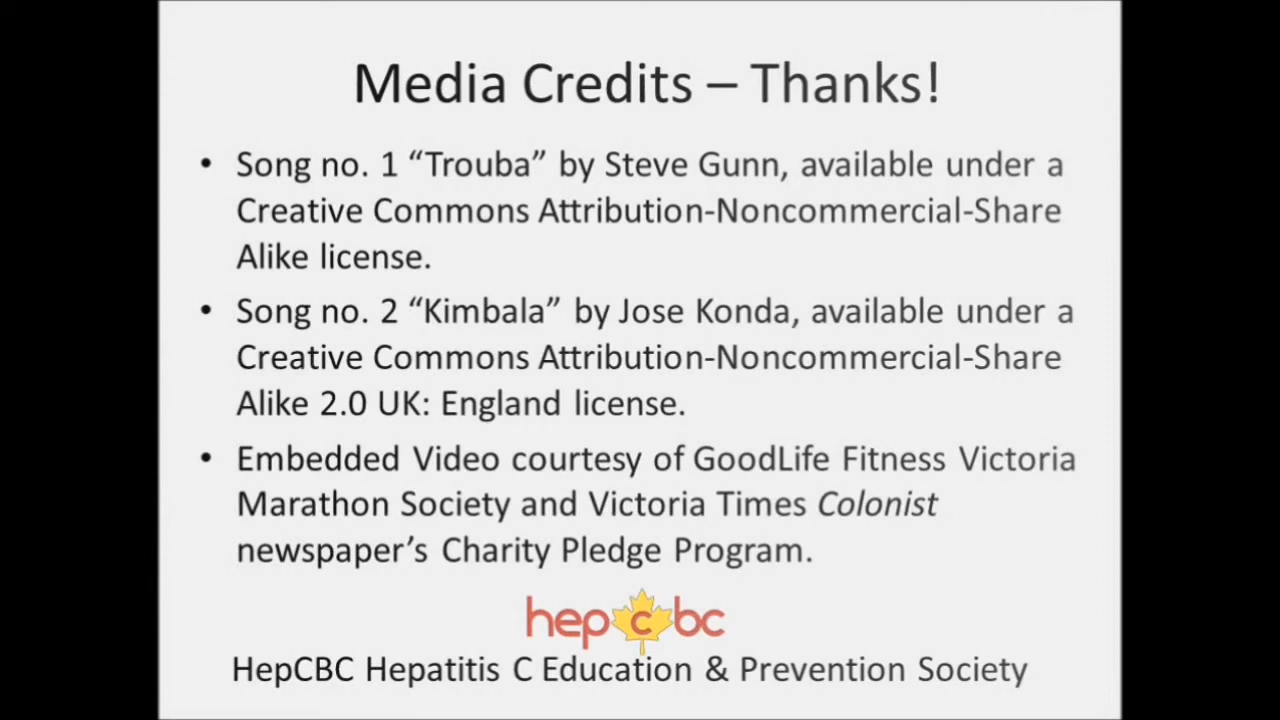 Media Credits – Thanks!
• Song no. 1 “Trouba” by Steve Gunn, available under a
Creative Commons Attribution-Noncommercial-Share
Alike license.
• Song no. 2 “Kimbala” by Jose Konda, available under a
Creative Commons Attribution-Noncommercial-Share
Alike 2.0 UK: England license.
• Embedded Video courtesy of GoodLife Fitness Victoria
Marathon Society and Victoria Times Colonist
newspaper’s Charity Pledge Program.
hep c bc
HepCBC Hepatitis C Education & Prevention Society